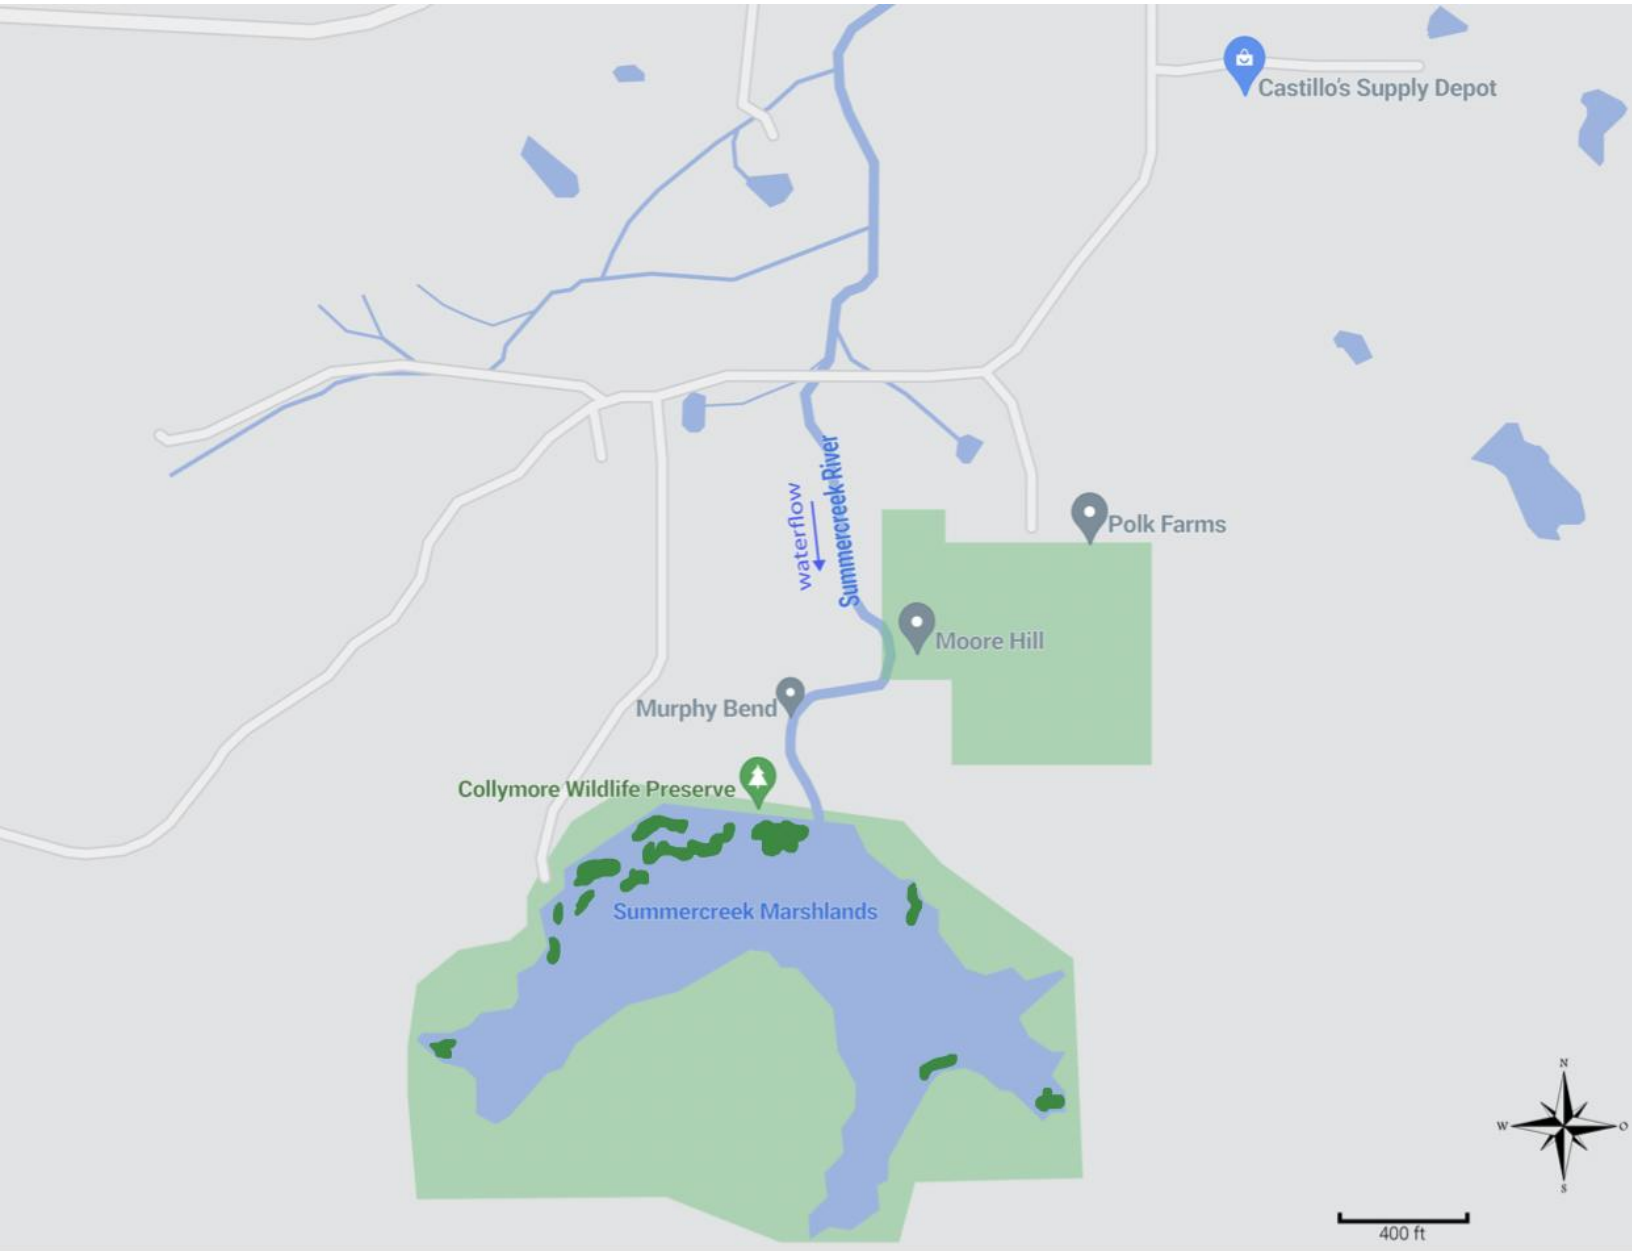 Castillo's Supply Depot
Summercreek River
waterflow
Polk Farms
Moore Hill
Murphy Bend
Collymore Wildlife Preserve
Summercreek Marshlands
N
W
O
S
400 ft